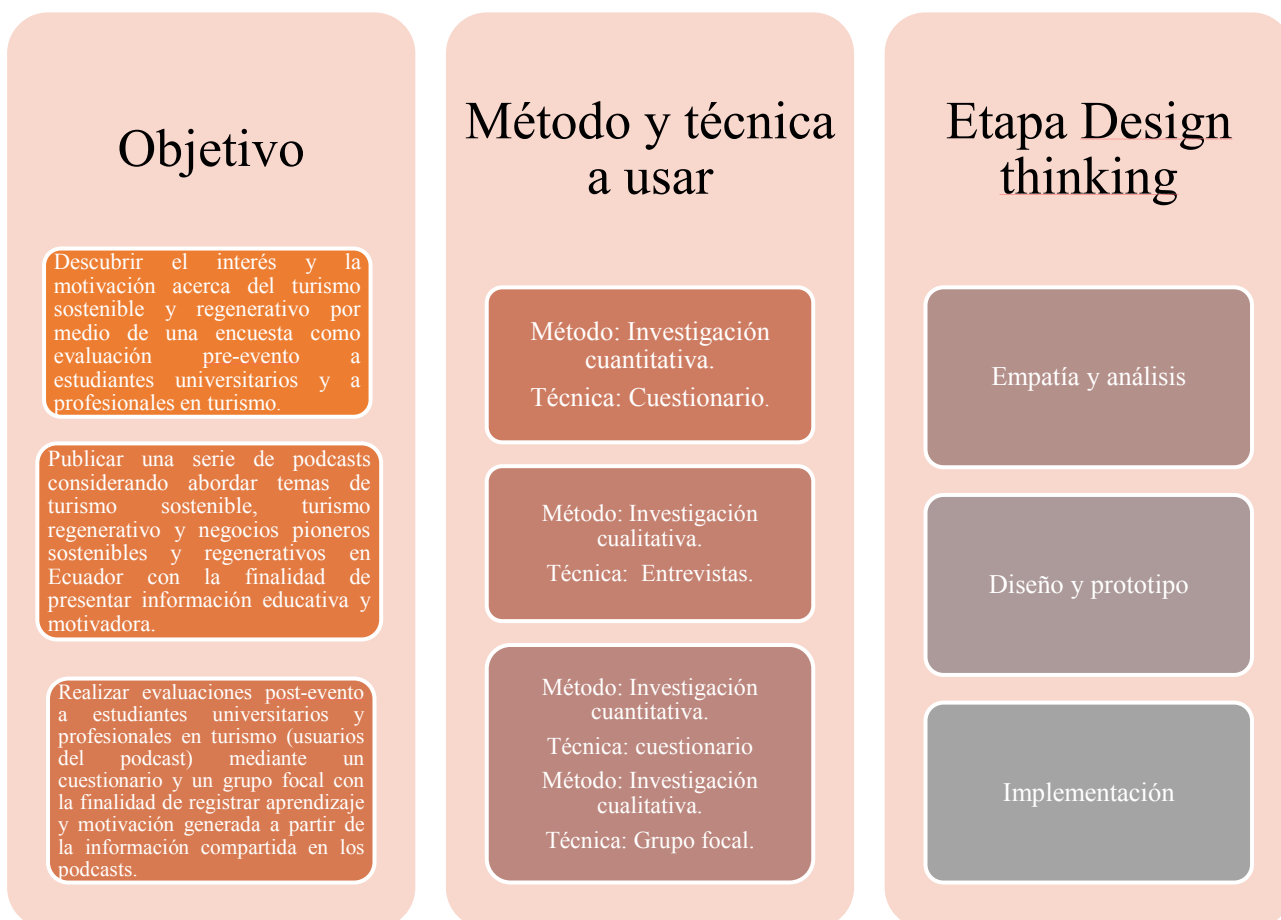 Objetivo
Descubrir el interés y la
motivación acerca del turismo
sostenible y regenerativo por
medio de una encuesta como
evaluación pre-evento a
estudiantes universitarios y a
profesionales en turismo.
Publicar una serie de podcasts
considerando abordar temas de
turismo sostenible, turismo
regenerativo y negocios pioneros
sostenibles y regenerativos en
Ecuador con la finalidad de
presentar información educativa y
motivadora.
Realizar evaluaciones post-evento
a estudiantes universitarios y
profesionales en turismo (usuarios
del podcast) mediante un
cuestionario y un grupo focal con
la finalidad de registrar aprendizaje
y motivación generada a partir de
la información compartida en los
podcasts.
Método y técnica
a usar
Método: Investigación
cuantitativa.
Técnica: Cuestionario.
Método: Investigación
cualitativa.
Técnica: Entrevistas.
Método: Investigación
cuantitativa.
Técnica: cuestionario
Método: Investigación
cualitativa.
Técnica: Grupo focal.
Etapa Design
thinking
Empatía y análisis
Diseño y prototipo
Implementación